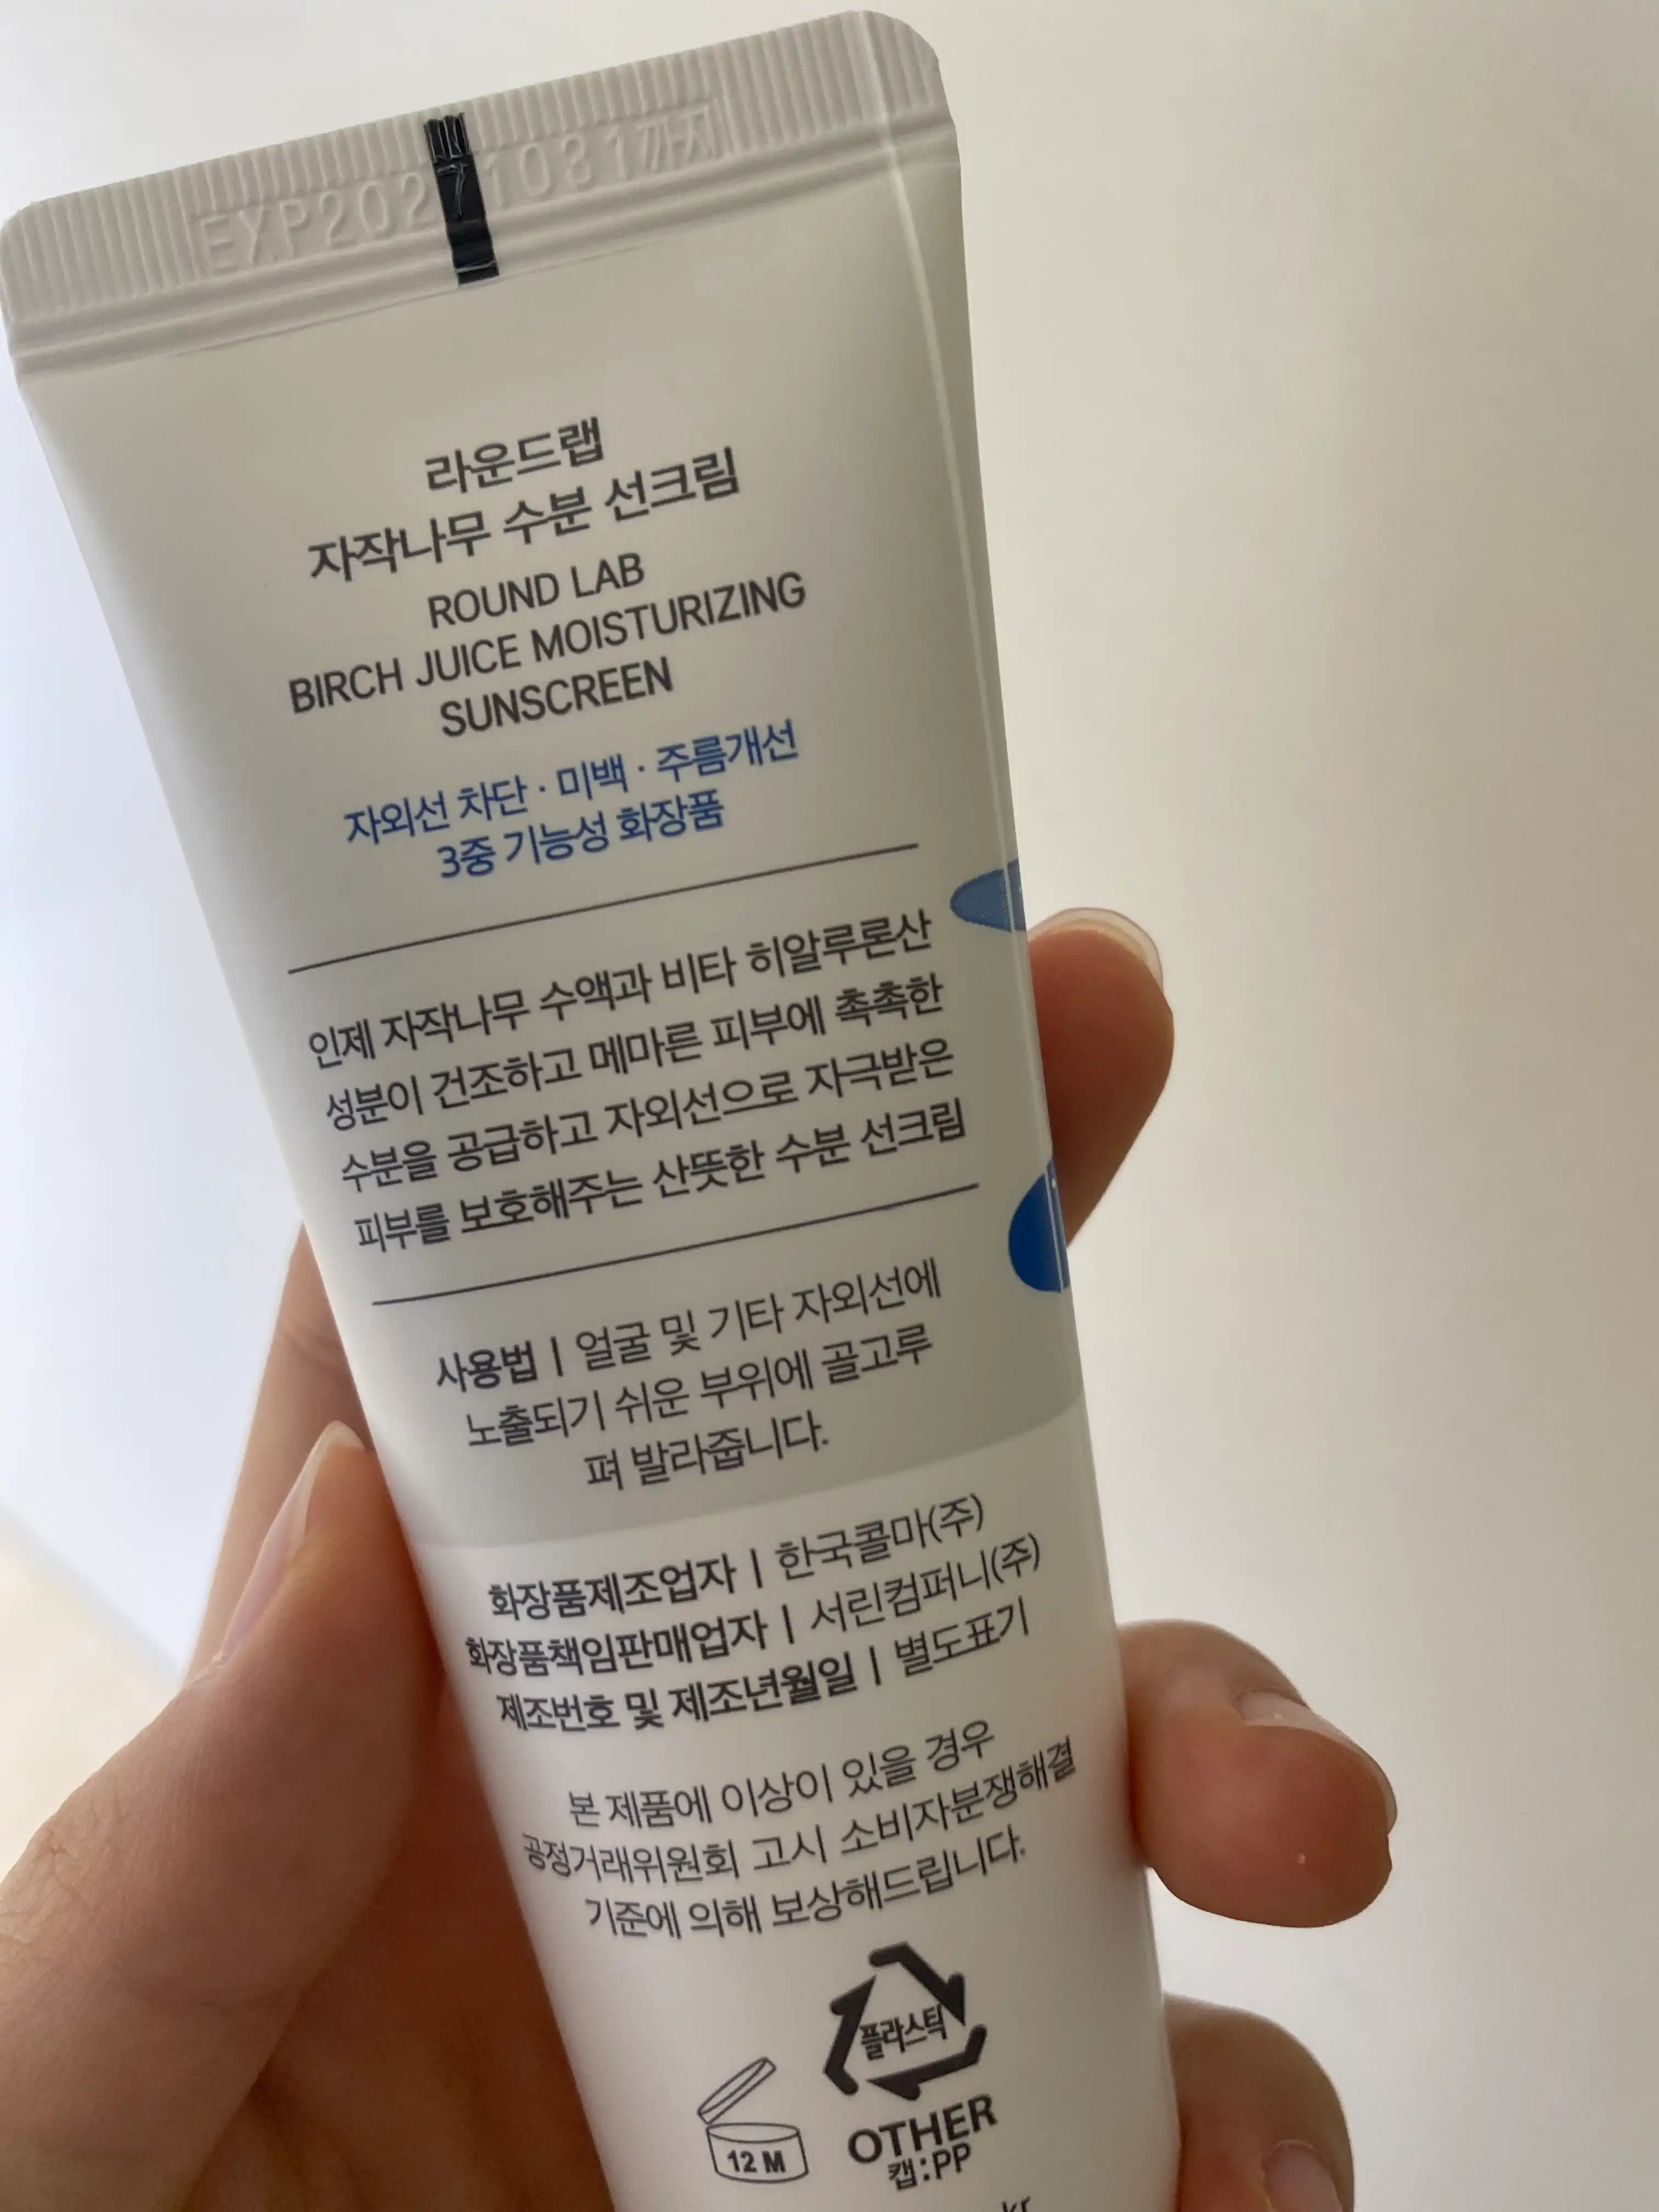 EXP20271031까지
라운드랩
자작나무 수분 선크림
ROUND LAB
BIRCH JUICE MOISTURIZING
SUNSCREEN
자외선 차단 · 미백 · 주름개선
3중 기능성 화장품
인제 자작나무 수액과 비타 히알루론산
성분이 건조하고 메마른 피부에 촉촉한
수분을 공급하고 자외선으로 자극받은
피부를 보호해주는 산뜻한 수분 선크림
사용법 | 얼굴 및 기타 자외선에
노출되기 쉬운 부위에 골고루
펴 발라줍니다.
화장품제조업자 | 한국콜마(주)
화장품책임판매업자 | 서린컴퍼니(주)
제조번호 및 제조년월일 | 별도표기
본 제품에 이상이 있을 경우
공정거래위원회 고시 소비자분쟁해결
기준에 의해 보상해드립니다.
플라스틱
OTHER
캡:PP
12 M